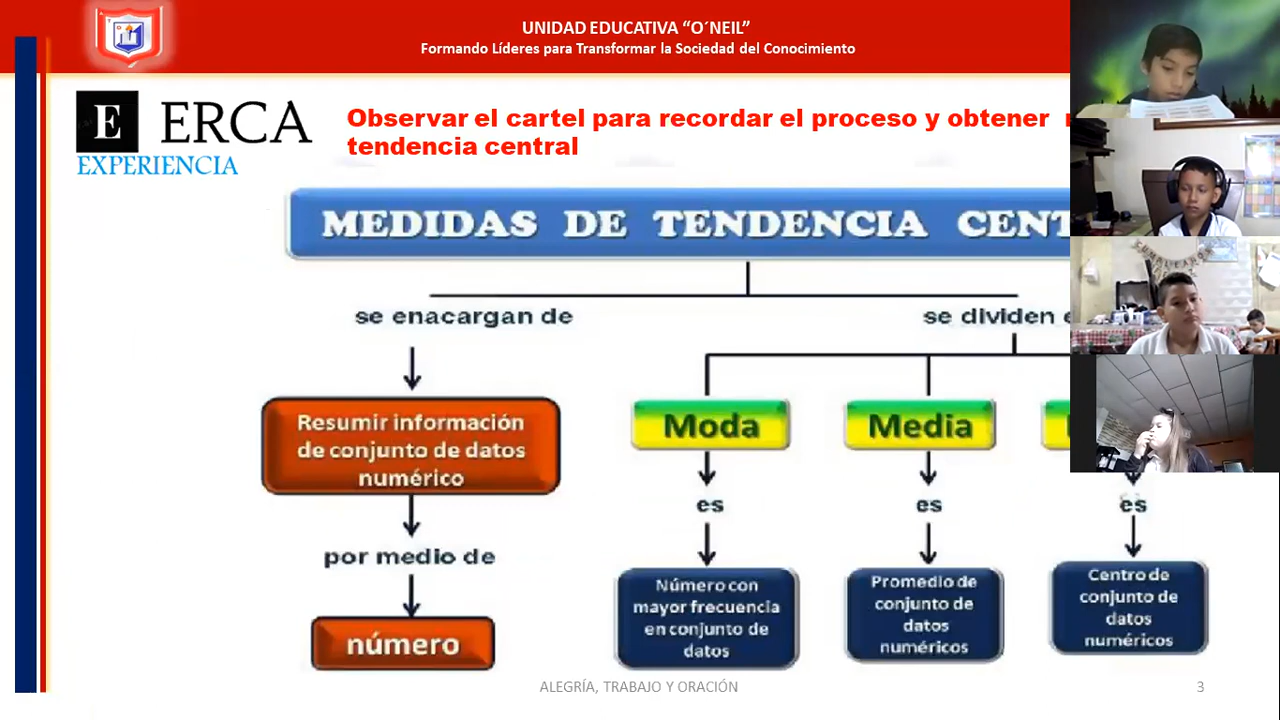 UNIDAD EDUCATIVA “O´NEIL”
Formando Líderes para Transformar la Sociedad del Conocimiento
E ERCA
EXPERIENCIA
Observar el cartel para recordar el proceso y obtener
tendencia central
MEDIDAS DE TENDENCIA CENT
se enacargan de
se dividen e
Resumir información
de conjunto de datos
numérico
Moda
Media
es
es
es
por medio de
número
Número con
mayor frecuencia
en conjunto de
datos
Promedio de
conjunto de
datos
numéricos
Centro de
conjunto de
datos
numéricos
ALEGRÍA, TRABAJO Y ORACIÓN
3